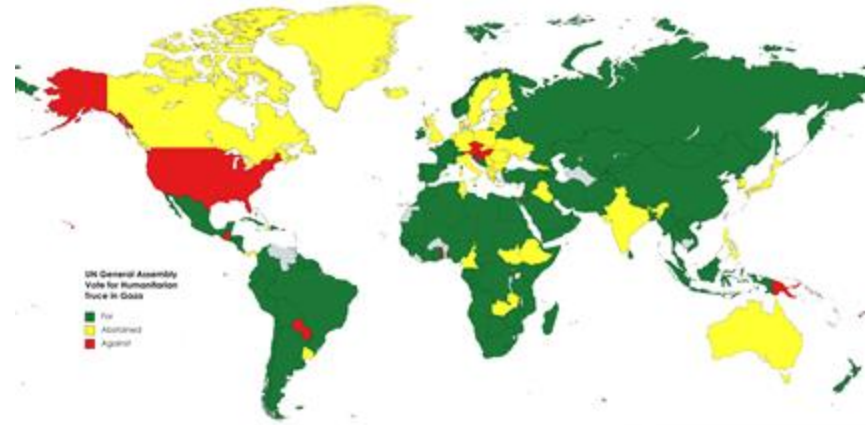 UN General Assembly
Vote for Humanitarian
Truce in Gaza
For
Abstained
Against